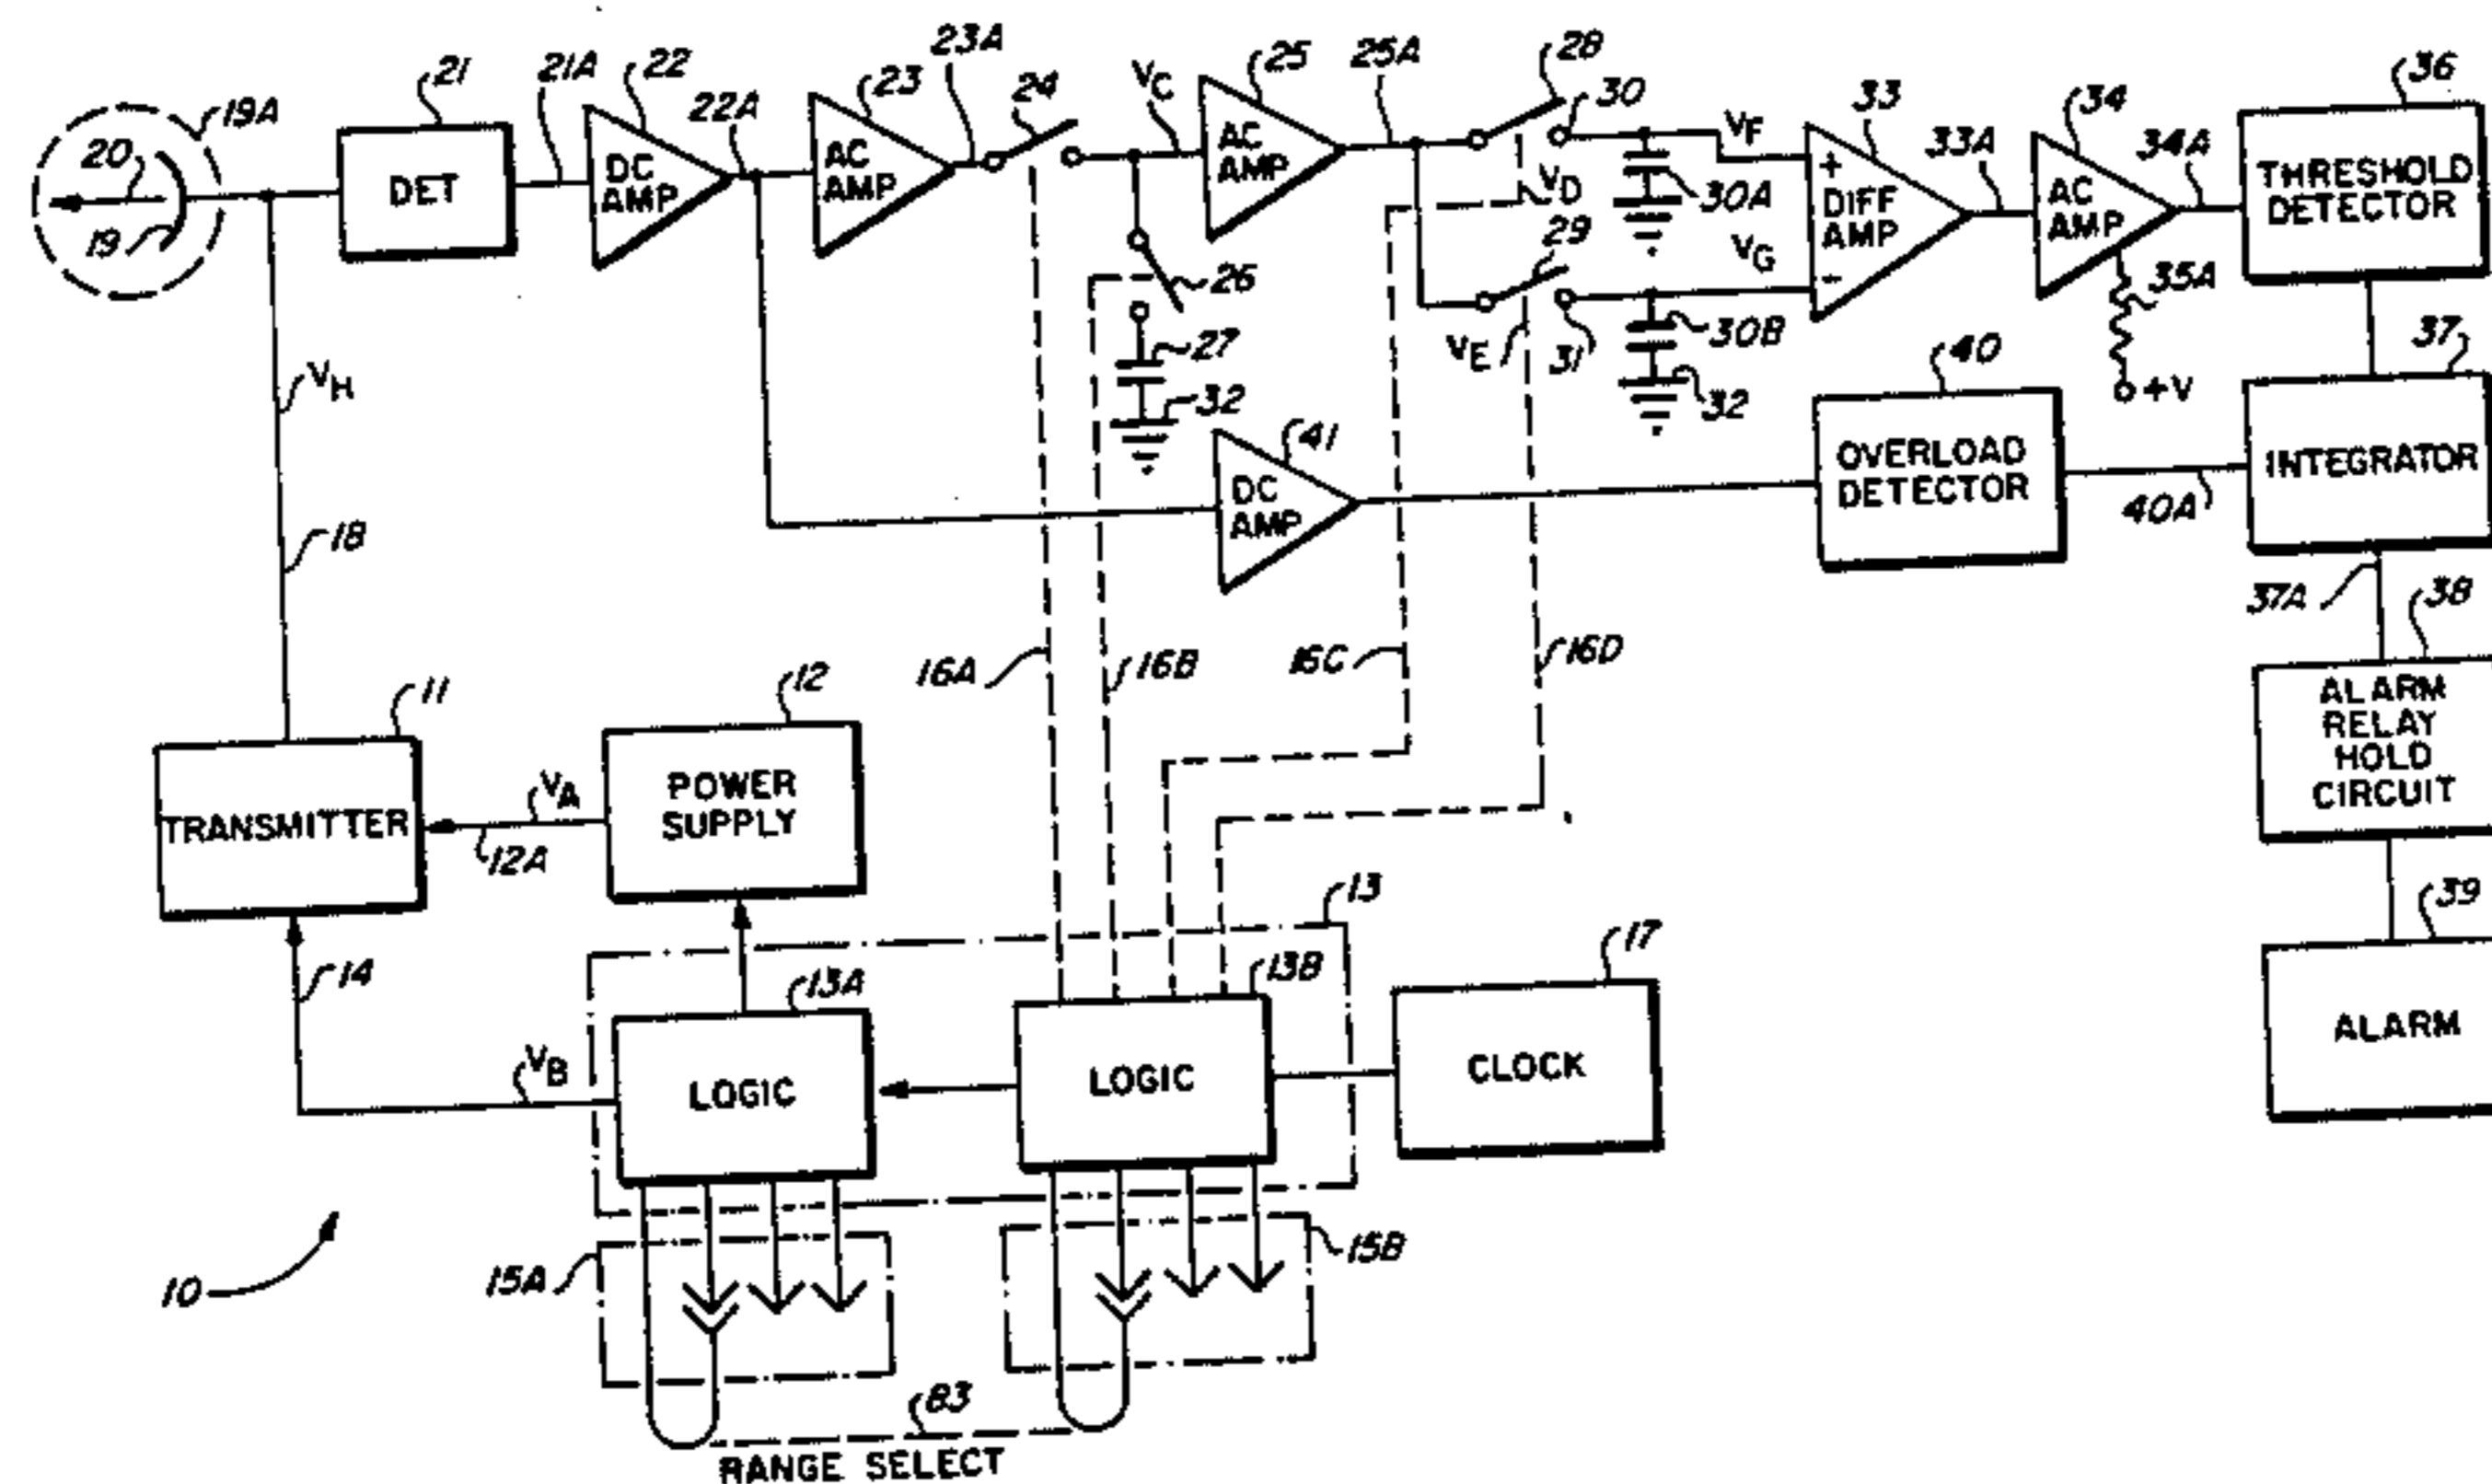 19A
20
19
21
DET
21A
22
DC
AMP
22A
23
AC
AMP
23A
24
VC
25
AC
AMP
25A
28
30
VF
VD
30A
29
VG
VE
31
30B
32
26
27
32
33
+
DIFF
AMP
-
33A
34
AC
AMP
34A
35A
+V
36
THRESHOLD
DETECTOR
37
INTEGRATOR
40
OVERLOAD
DETECTOR
40A
41
DC
AMP
37A
38
ALARM
RELAY
HOLD
CIRCUIT
39
ALARM
VH
18
16A
16B
16C
16D
11
TRANSMITTER
VA
12A
12
POWER
SUPPLY
13
14
VB
13A
LOGIC
13B
LOGIC
17
CLOCK
10
15A
15B
83
RANGE SELECT